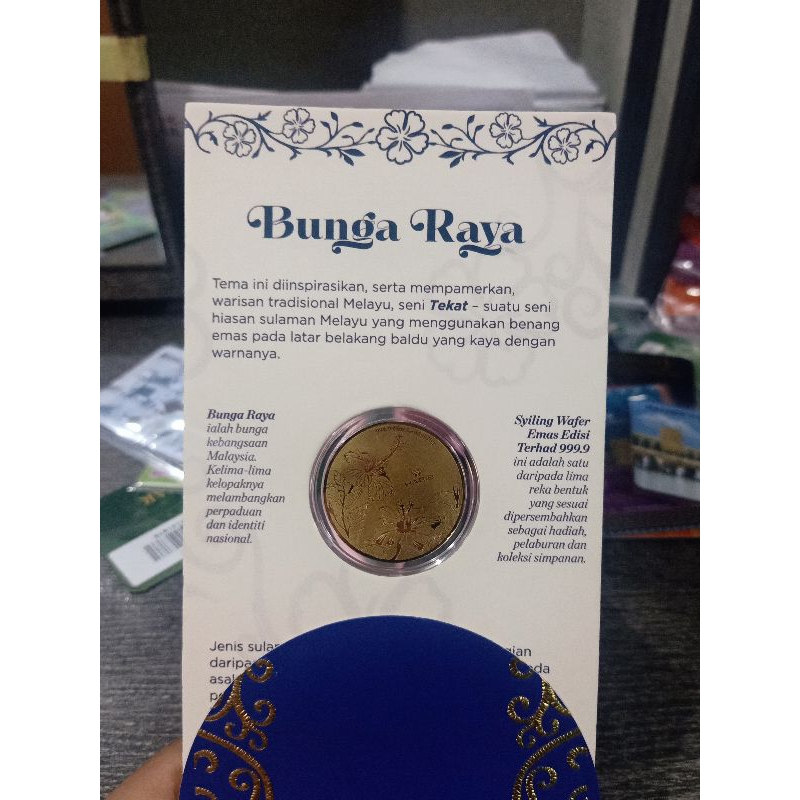 Bunga Raya
Tema ini diinspirasikan, serta mempamerkan,
warisan tradisional Melayu, seni Tekat – suatu seni
hiasan sulaman Melayu yang menggunakan benang
emas pada latar belakang baldu yang kaya dengan
warnanya.
Bunga Raya
ialah bunga
kebangsaan
Malaysia.
Kelima-lima
kelopaknya
melambangkan
perpaduan
dan identiti
nasional.
Syiling Wafer
Emas Edisi
Terhad 999.9
ini adalah satu
daripada lima
reka bentuk
yang sesuai
dipersembahkan
sebagai hadiah,
pelaburan dan
koleksi simpanan.
Jenis